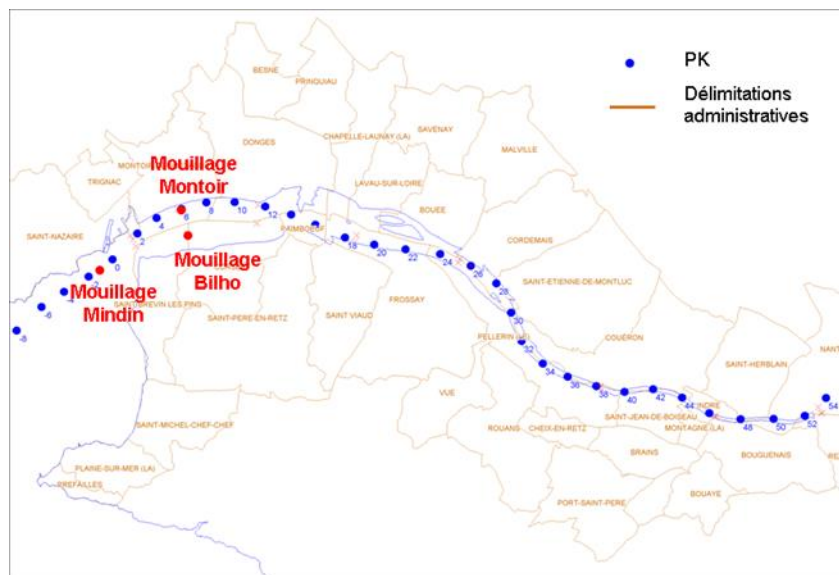 PK
Délimitations
administratives
BESNE
PRINQUIAU
DONGES
CHAPELLE-LAUNAY (LA)
SAVENAY
MALVILLE
TRIGNAC
Mouillage
Montoir
LAVAU-SUR-LOIRE
BOUEE
SAINT-NAZAIRE
CORDEMAIS
SAINT-ETIENNE-DE-MONTLUC
PAIMBOEUF
-8
-6
-4
0
2
4
6
8
10
12
18
20
22
24
26
28
30
32
34
36
38
40
42
44
48
50
52
54
Mouillage
Bilho
Mouillage
Mindin
SAINT-PERE-EN-RETZ
SAINT-VIAUD
FROSSAY
COUËRON
SAINT-HERBLAIN
NANT
VUE
ROUANS
CHEIX-EN-RETZ
SAINT-JEAN-DE-BOISEAU
MONTAGNE (LA)
BRAINS
BOUGUENAIS
BOUAYE
PORT-SAINT-PERE
SAINT-MICHEL-CHEF-CHEF
PLAINE-SUR-MER (LA)
PREFAILLES